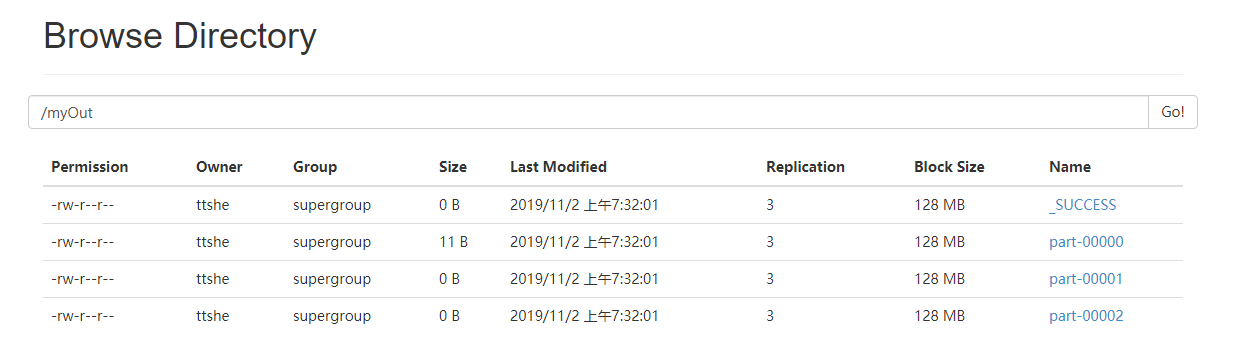 Browse Directory
/myOut Go!
Permission Owner Group Size Last Modified Replication Block Size Name
-rw-r--r-- ttshe supergroup 0 B 2019/11/2 上午7:32:01 3 128 MB _SUCCESS
-rw-r--r-- ttshe supergroup 11 B 2019/11/2 上午7:32:01 3 128 MB part-00000
-rw-r--r-- ttshe supergroup 0 B 2019/11/2 上午7:32:01 3 128 MB part-00001
-rw-r--r-- ttshe supergroup 0 B 2019/11/2 上午7:32:01 3 128 MB part-00002